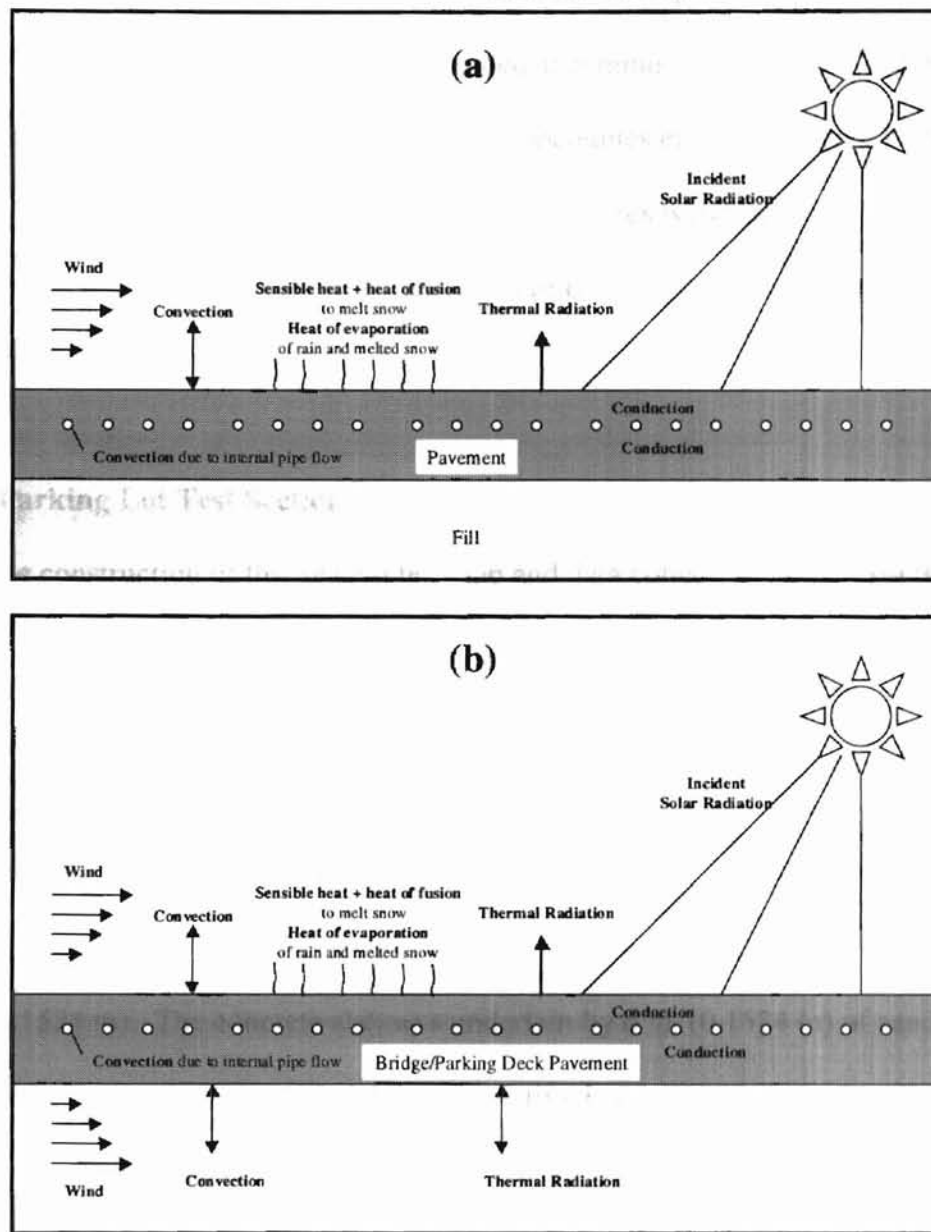 (a)
Incident
Solar Radiation
Wind
Convection
Sensible heat + heat of fusion
to melt snow
Heat of evaporation
of rain and melted snow
Thermal Radiation
Conduction
Conduction
Convection due to internal pipe flow
Pavement
Fill
(b)
Incident
Solar Radiation
Wind
Convection
Sensible heat + heat of fusion
to melt snow
Heat of evaporation
of rain and melted snow
Thermal Radiation
Conduction
Conduction
Convection due to internal pipe flow
Bridge/Parking Deck Pavement
Convection
Thermal Radiation
Wind